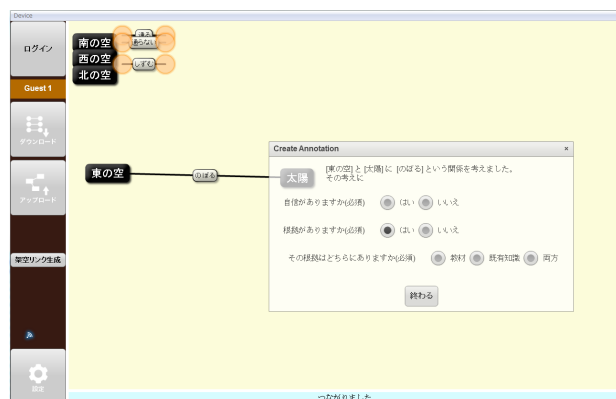 Device
ログイン
Guest 1
ダウンロード
アップロード
架空リンク生成
設定
南の空
通る
通らない
西の空
しずむ
北の空
東の空
のぼる
Create Annotation
×
太陽
[東の空]と [太陽]に [のぼる]という関係を考えました。
その考えに
自信がありますか(必須) はい いいえ
根拠がありますか(必須) はい いいえ
その根拠はどちらにありますか(必須) 教材 既有知識 両方
終わる
つながりました